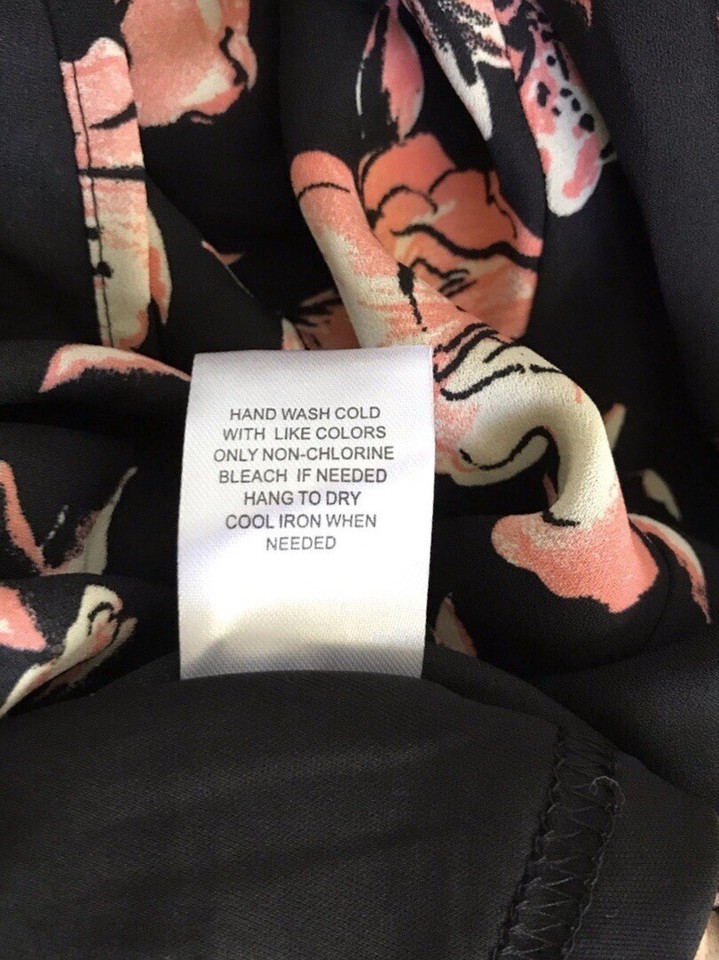 HAND WASH COLD
WITH LIKE COLORS
ONLY NON-CHLORINE
BLEACH IF NEEDED
HANG TO DRY
COOL IRON WHEN
NEEDED